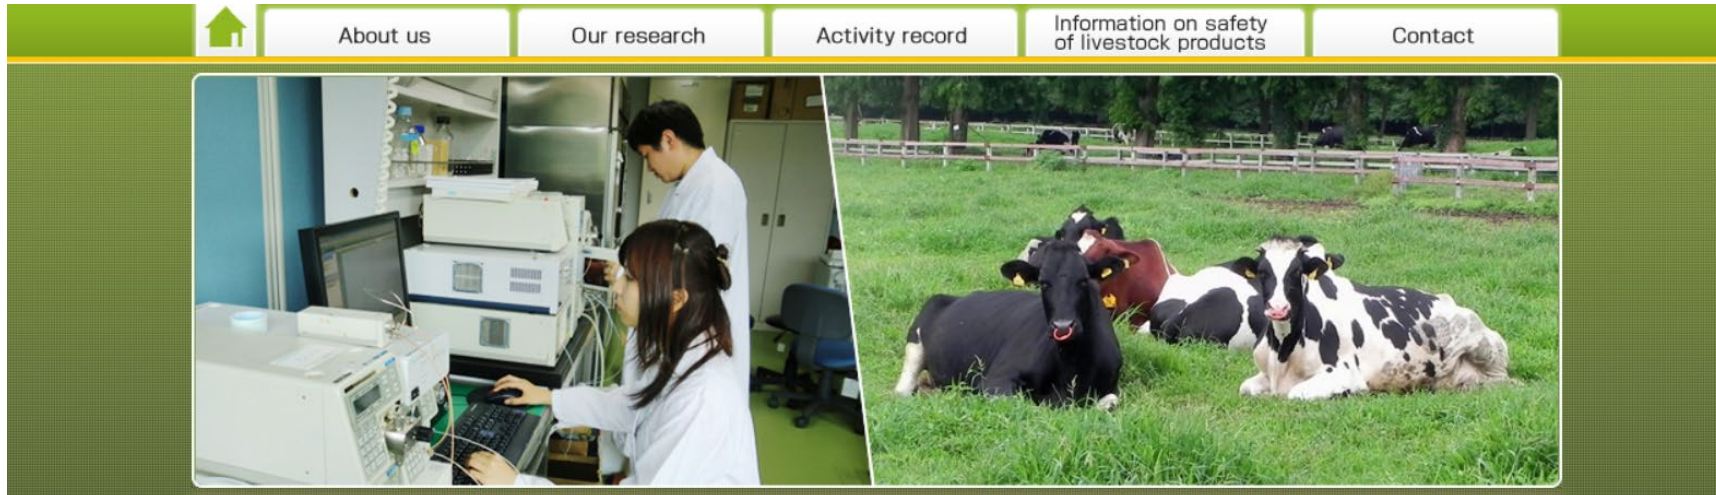 About us
Our research
Activity record
Information on safety
of livestock products
Contact